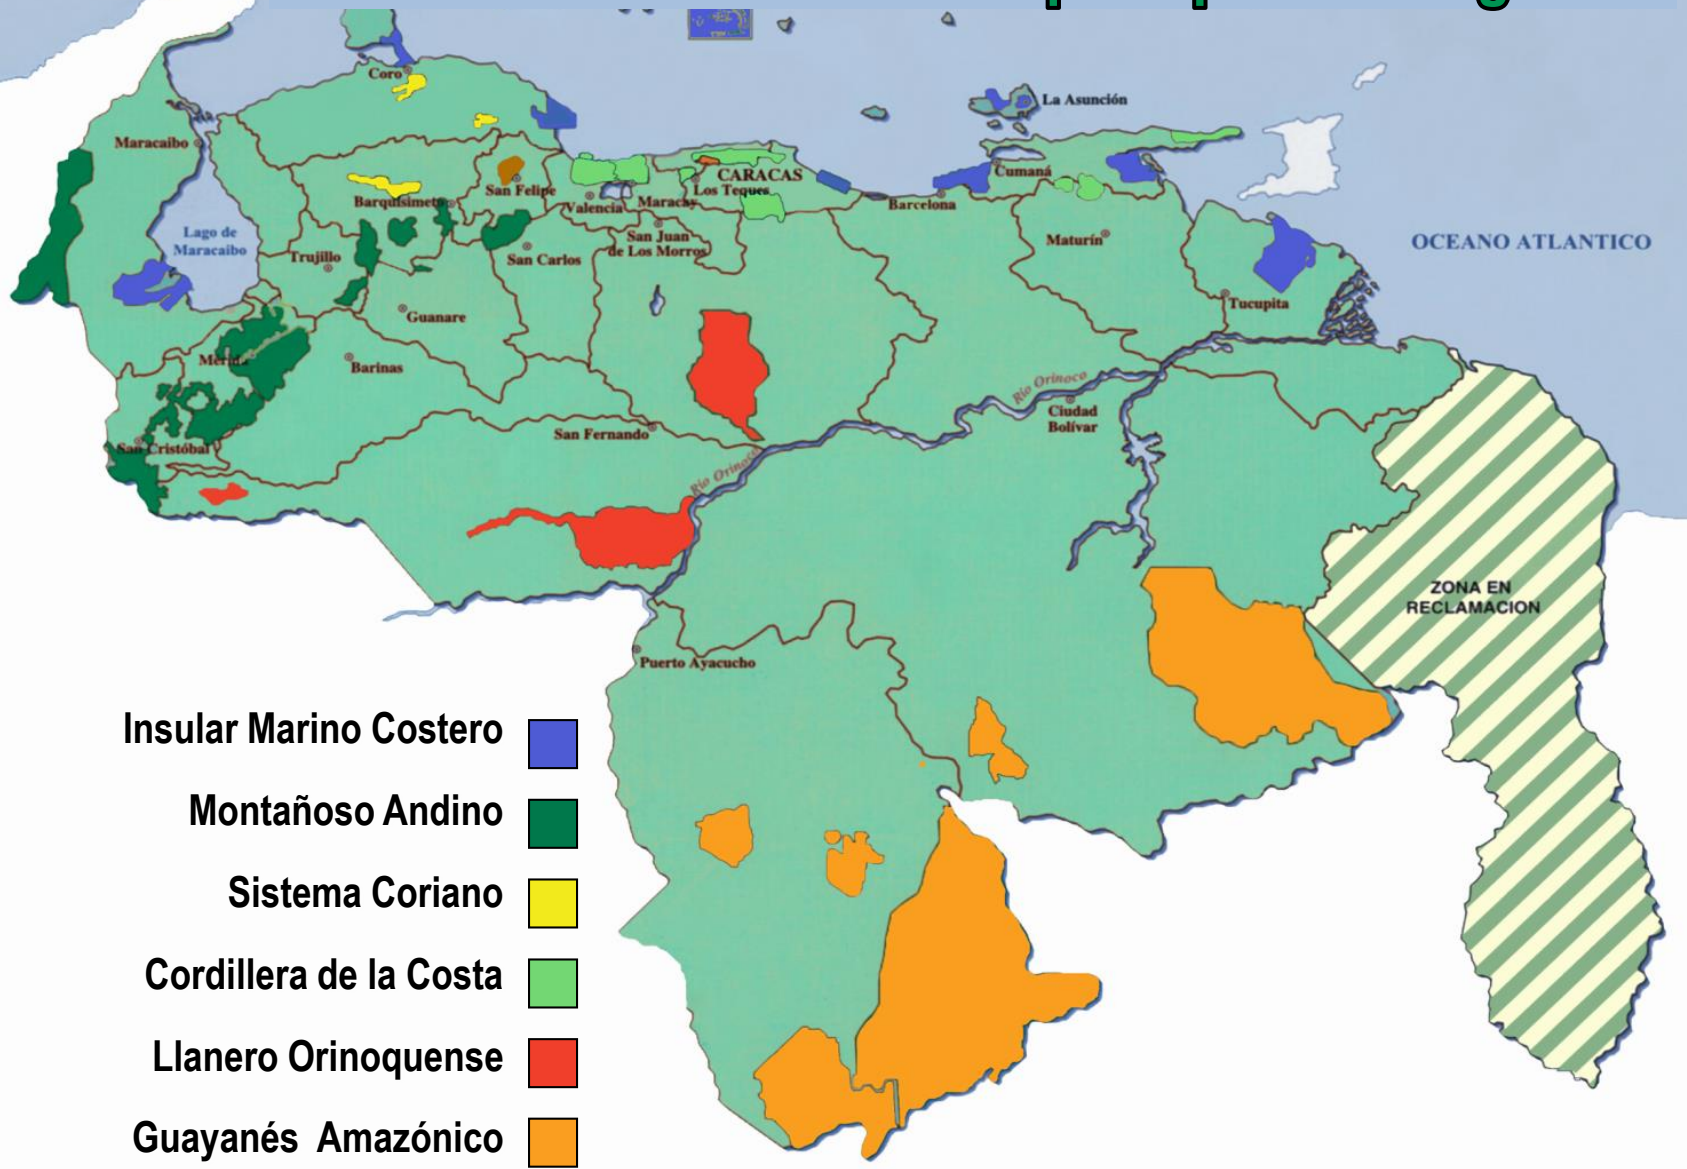 Coro
La Asunción
Maracaibo
CARACAS
Cumaná
San Felipe
Los Teques
Barquisimeto
Valencia
Maracay
Barcelona
Lago de
Maracaibo
San Juan
de Los Morros
Maturín
OCEANO ATLANTICO
Trujillo
San Carlos
Tucupita
Guanare
Mérida
Barinas
Río Orinoco
Ciudad
Bolívar
San Fernando
San Cristóbal
Río Orinoco
ZONA EN
RECLAMACION
Puerto Ayacucho
Insular Marino Costero
Montañoso Andino
Sistema Coriano
Cordillera de la Costa
Llanero Orinoquense
Guayanés Amazónico